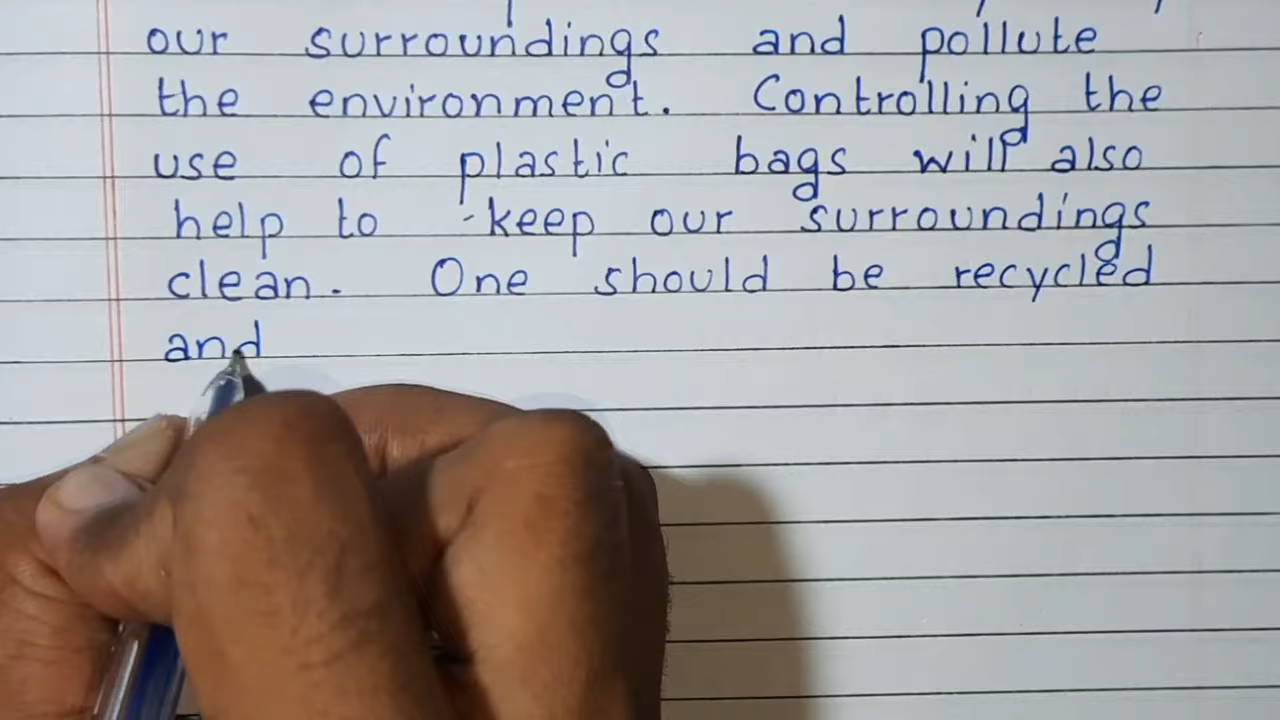 our surroundings and pollute
the environment. Controlling the
use of plastic bags will also
help to keep our surroundings
clean. One should be recycled
and